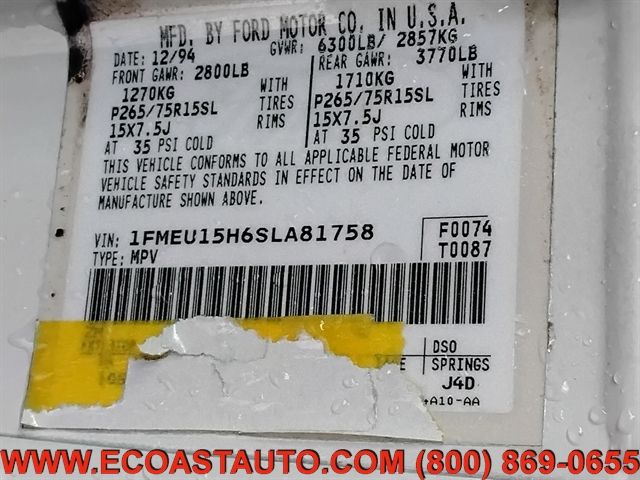 MFD. BY FORD MOTOR CO. IN U.S.A.
DATE: 12/94 GVWR: 6300LB/ 2857KG
FRONT GAWR: 2800LB REAR GAWR: 3770LB
1270KG WITH 1710KG WITH
P265/75R15SL TIRES P265/75R15SL TIRES
15X7.5J RIMS 15X7.5J RIMS
AT 35 PSI COLD AT 35 PSI COLD
THIS VEHICLE CONFORMS TO ALL APPLICABLE FEDERAL MOTOR
VEHICLE SAFETY STANDARDS IN EFFECT ON THE DATE OF
MANUFACTURE SHOWN ABOVE.
VIN: 1FMEU15H6SLA81758 F0074
TYPE: MPV T0087
DSO
SPRINGS
J4D
WWW.ECOASTAUTO.COM (800) 869-0655